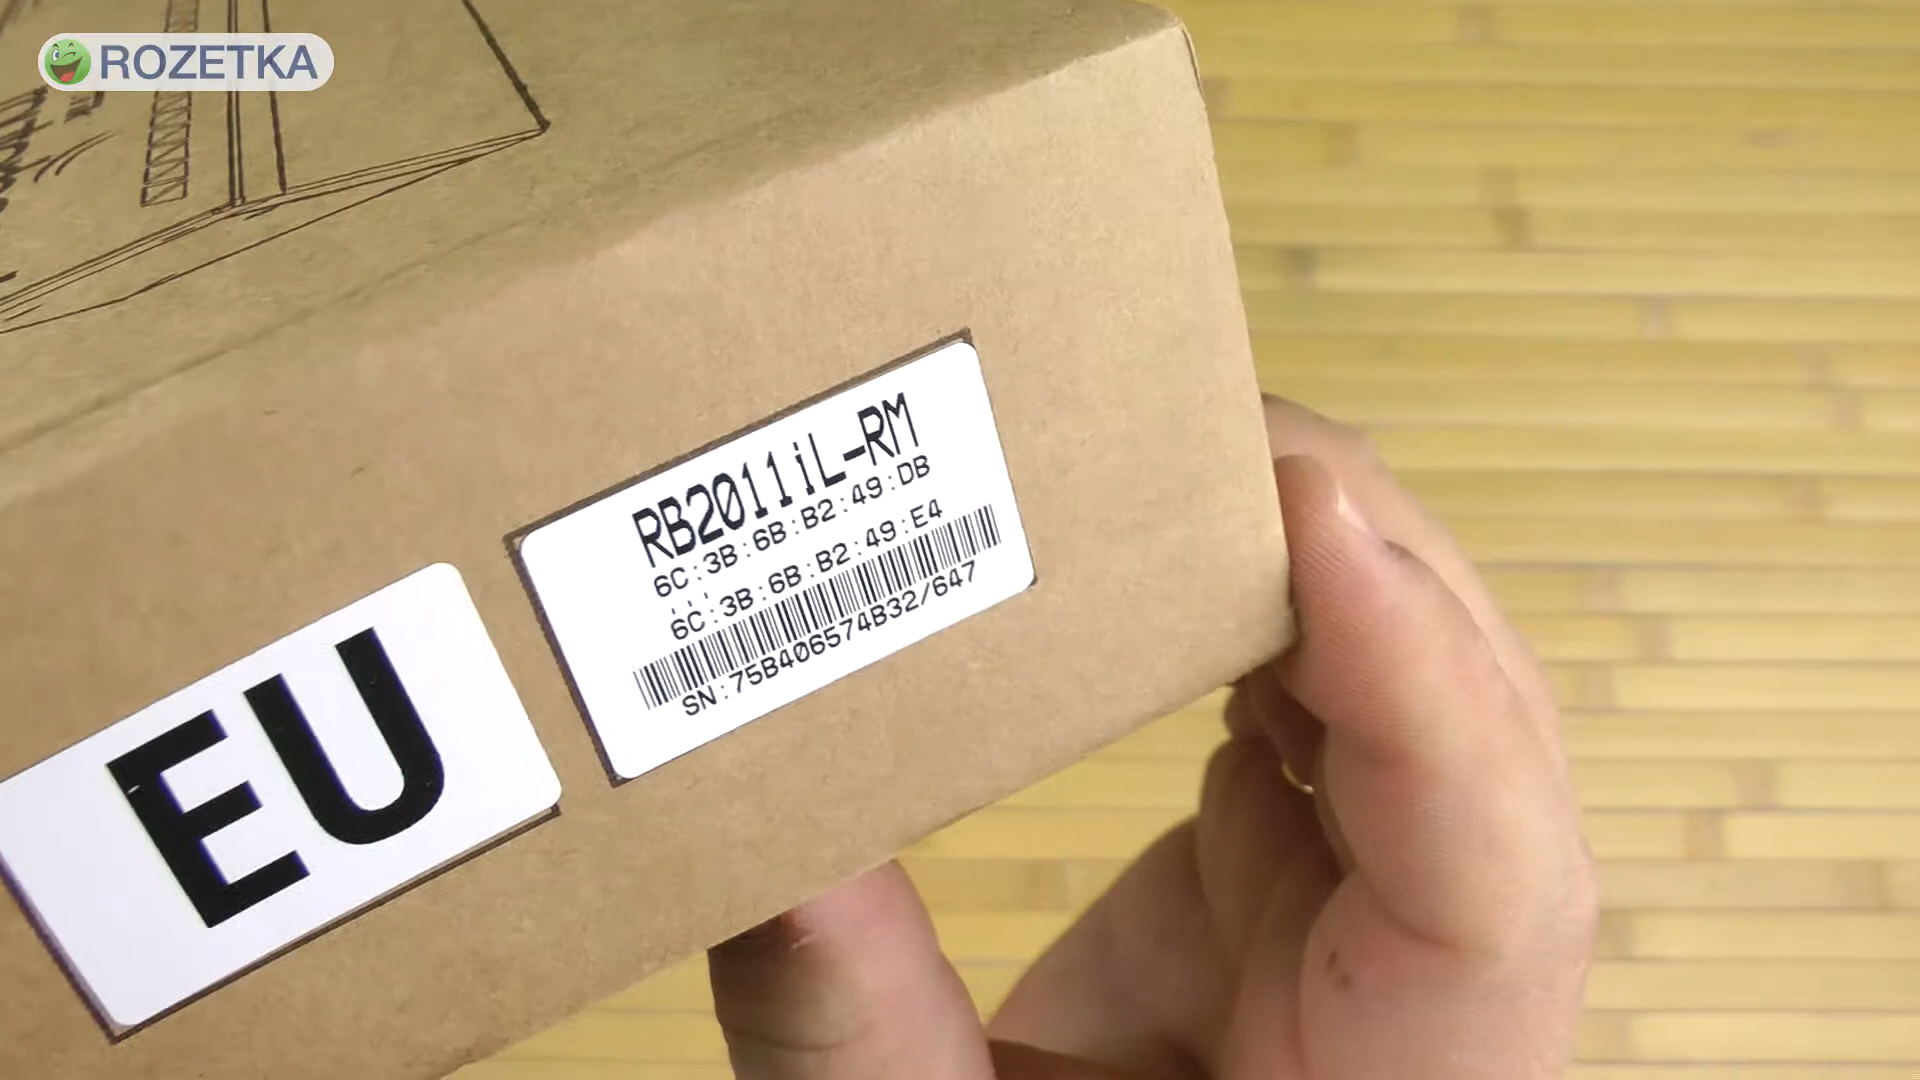 ROZETKA
RB2011iL-RM
6C:3B:6B:B2:49:DB
...
6C:3B:6B:B2:49:E4
SN:75B406574B32/647
EU